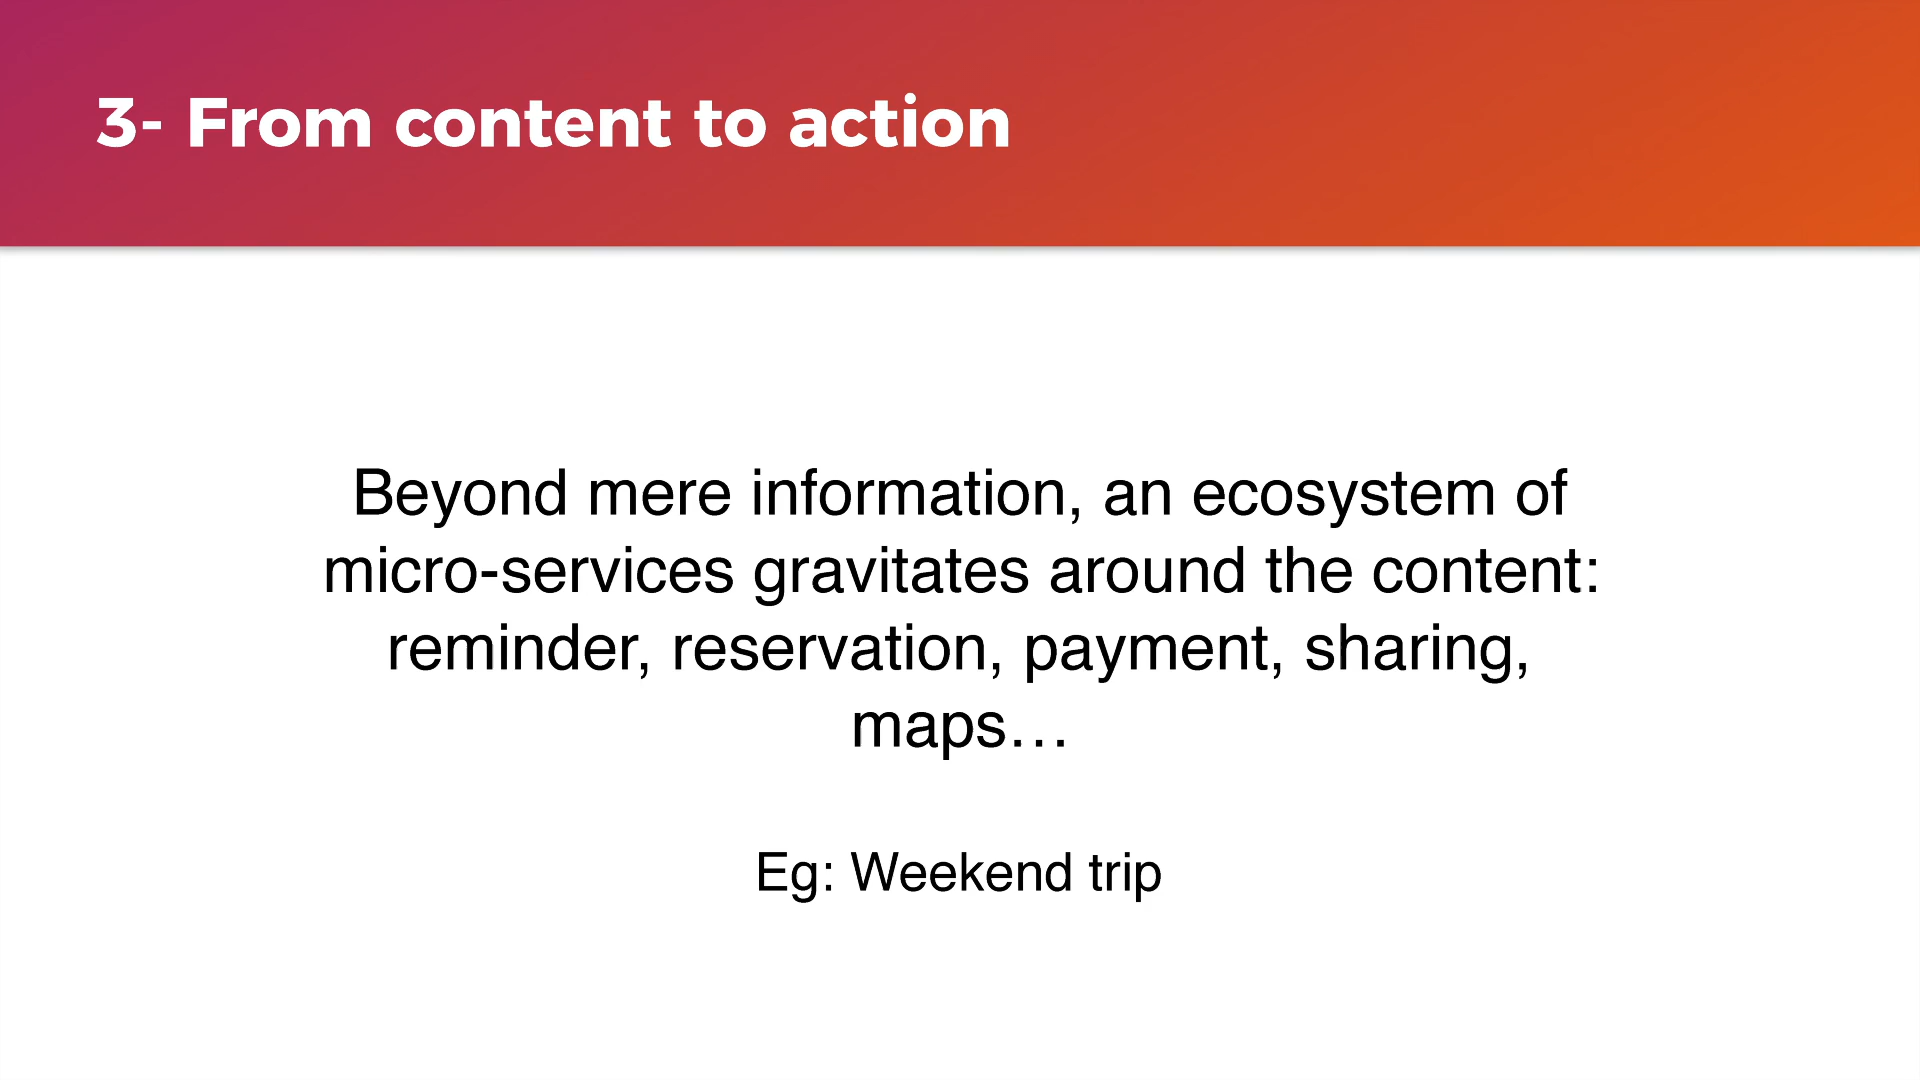 3- From content to action
Beyond mere information, an ecosystem of
micro-services gravitates around the content:
reminder, reservation, payment, sharing,
maps…
Eg: Weekend trip